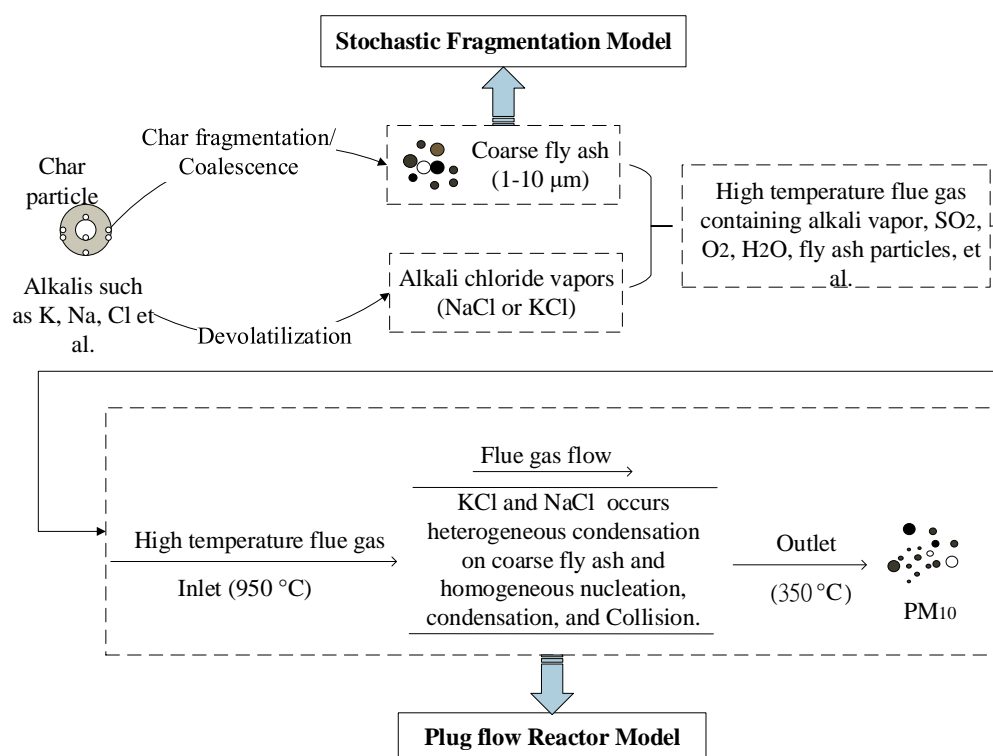 Stochastic Fragmentation Model
Char fragmentation/
Coalescence
Coarse fly ash
(1-10 μm)
Char
particle
High temperature flue gas
containing alkali vapor, SO2,
O2, H2O, fly ash particles, et
al.
Alkali chloride vapors
(NaCl or KCl)
Alkalis such
as K, Na, Cl et
al.
Devolatilization
Flue gas flow
KCl and NaCl occurs
heterogeneous condensation
on coarse fly ash and
homogeneous nucleation,
condensation, and Collision.
High temperature flue gas
Inlet (950 °C)
Outlet
(350 °C)
PM10
Plug flow Reactor Model